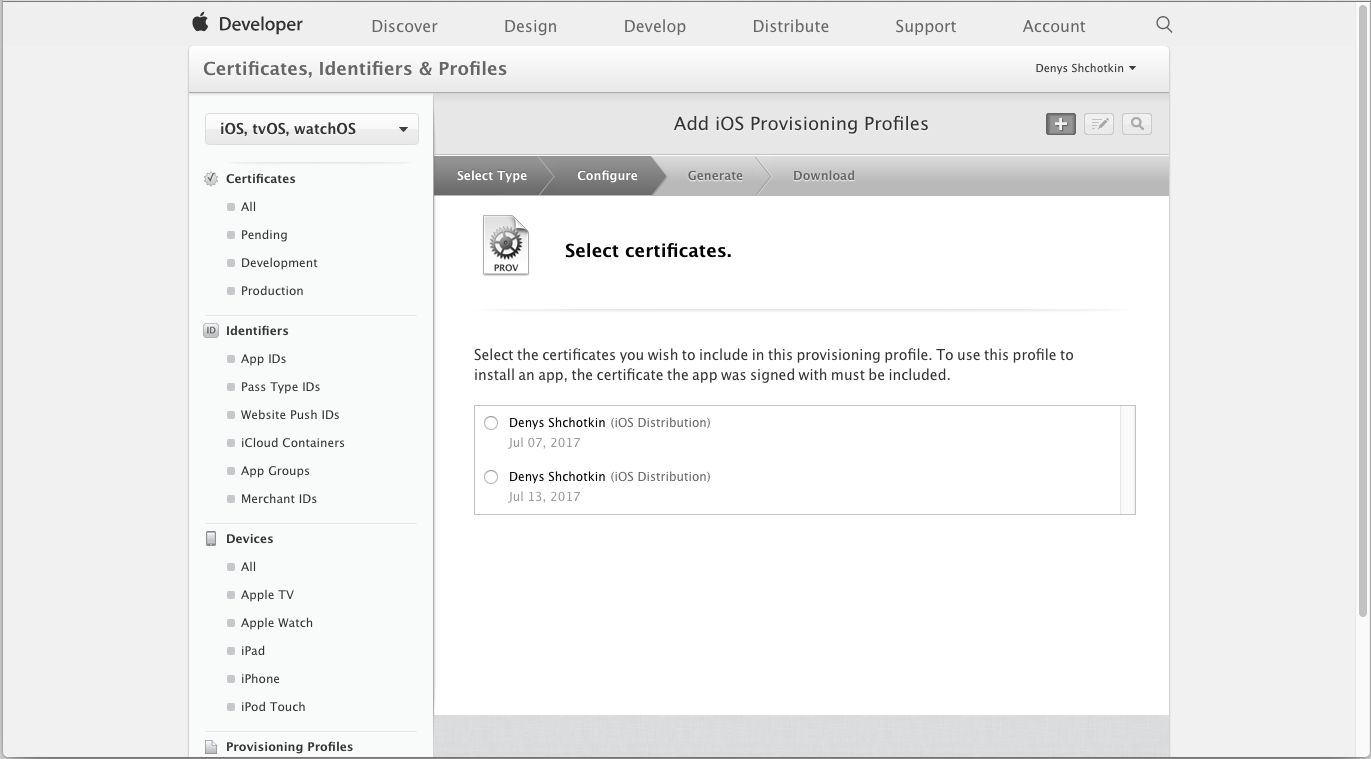 Developer
Discover
Design
Develop
Distribute
Support
Account
Certificates, Identifiers & Profiles
Denys Shchotkin
iOS, tvOS, watchOS
Certificates
All
Pending
Development
Production
ID Identifiers
App IDs
Pass Type IDs
Website Push IDs
iCloud Containers
App Groups
Merchant IDs
Devices
All
Apple TV
Apple Watch
iPad
iPhone
iPod Touch
Provisioning Profiles
Add iOS Provisioning Profiles
Select Type
Configure
Generate
Download
PROV
Select certificates.
Select the certificates you wish to include in this provisioning profile. To use this profile to
install an app, the certificate the app was signed with must be included.
Denys Shchotkin (iOS Distribution)
Jul 07, 2017
Denys Shchotkin (iOS Distribution)
Jul 13, 2017